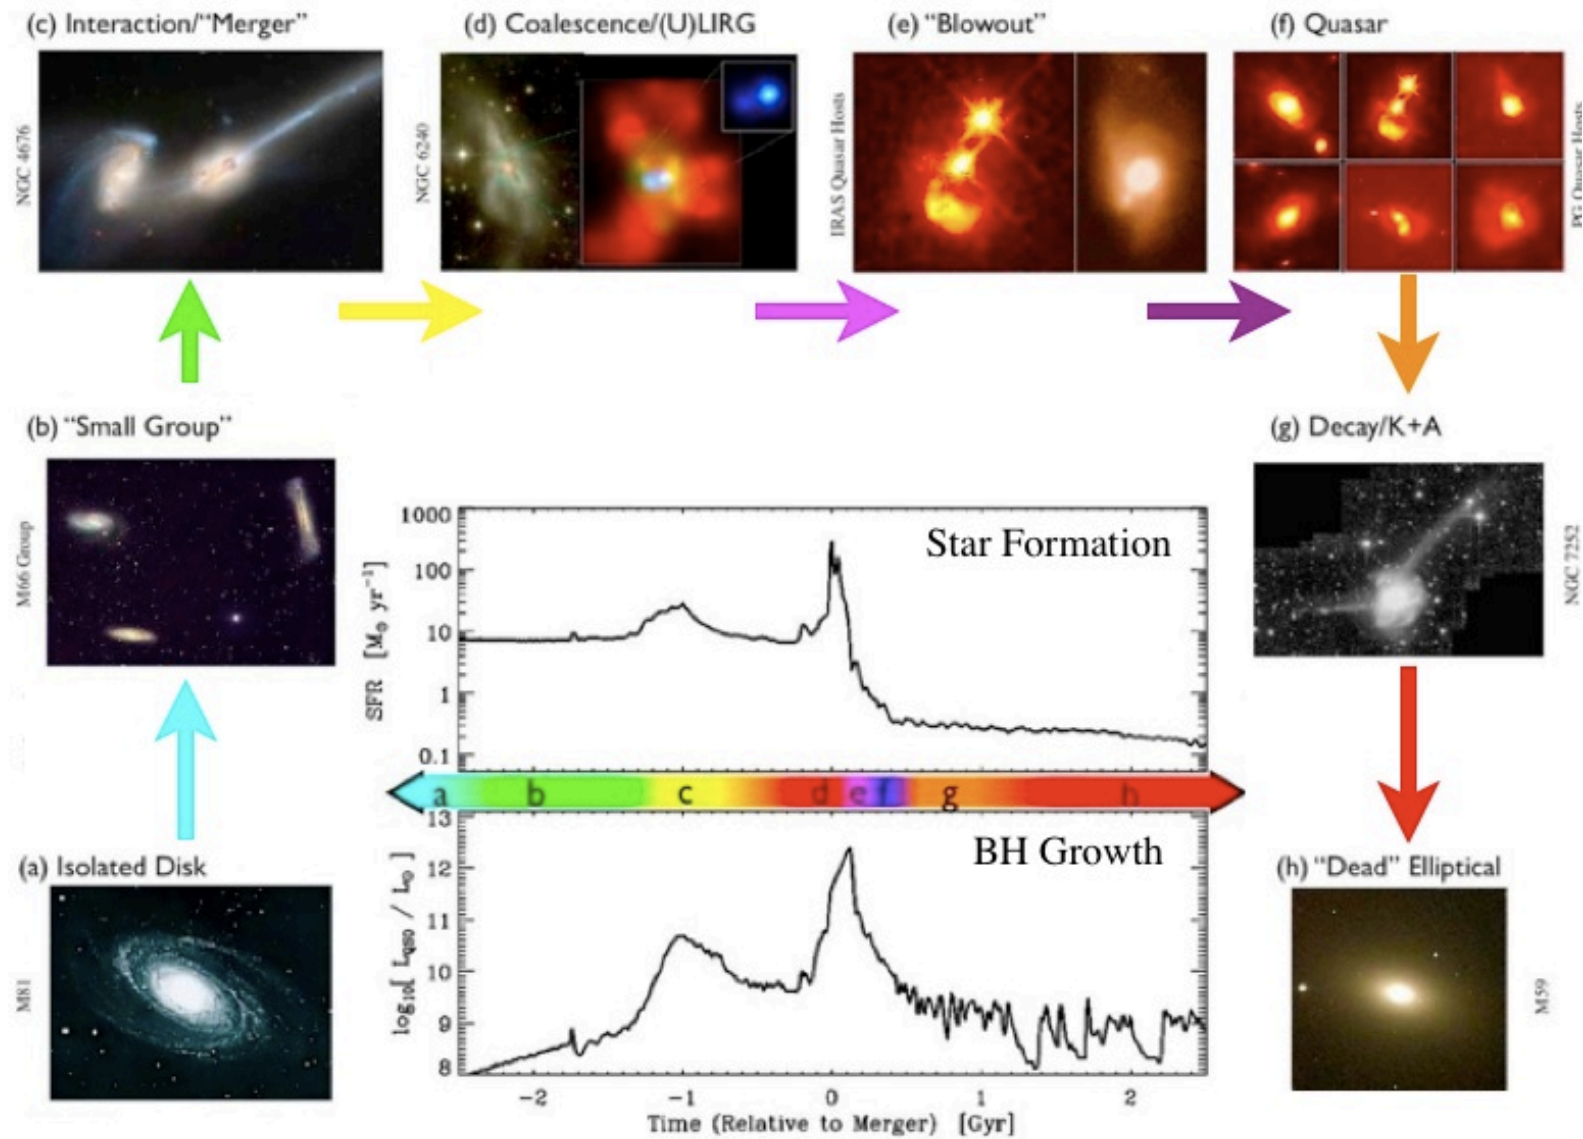 (c) Interaction/“Merger”
NGC 4676
(d) Coalescence/(U)LIRG
NGC 6240
(e) “Blowout”
IRAS Quasar Hosts
(f) Quasar
PG Quasar Hosts
(b) “Small Group”
M66 Group
(g) Decay/K+A
NGC 7252
(a) Isolated Disk
M81
(h) “Dead” Elliptical
M59
Star Formation
SFR [M⊙ yr⁻¹]
1000
100
10
1
0.1
a b c d e f g h
BH Growth
log₁₀[ L_QSO / L⊙ ]
13
12
11
10
9
8
-2 -1 0 1 2
Time (Relative to Merger) [Gyr]